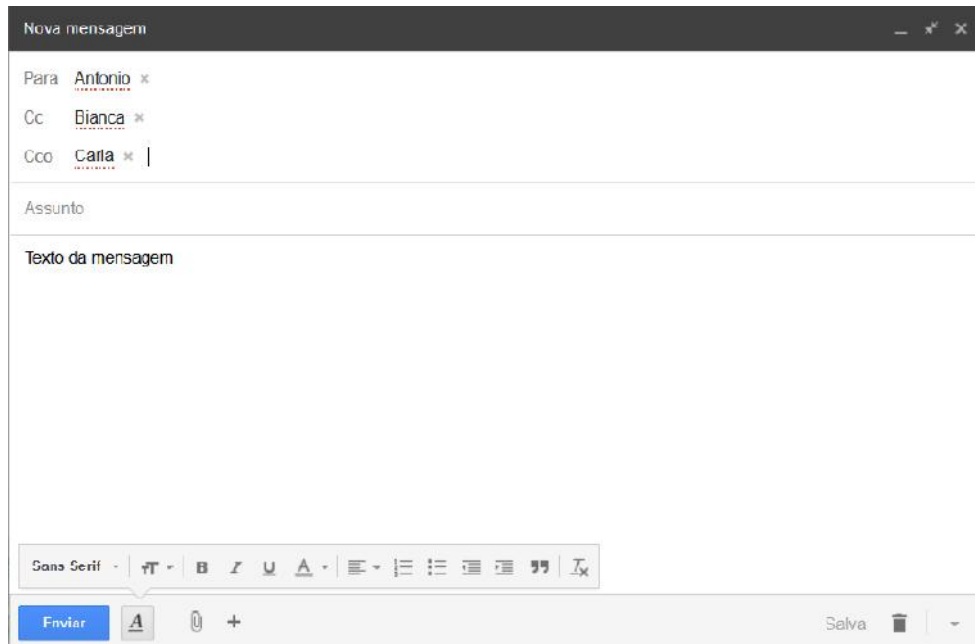 Nova mensagem
Para Antonio
Cc Bianca
Cco Carla
Assunto
Texto da mensagem
Sans Serif
Enviar
Salva